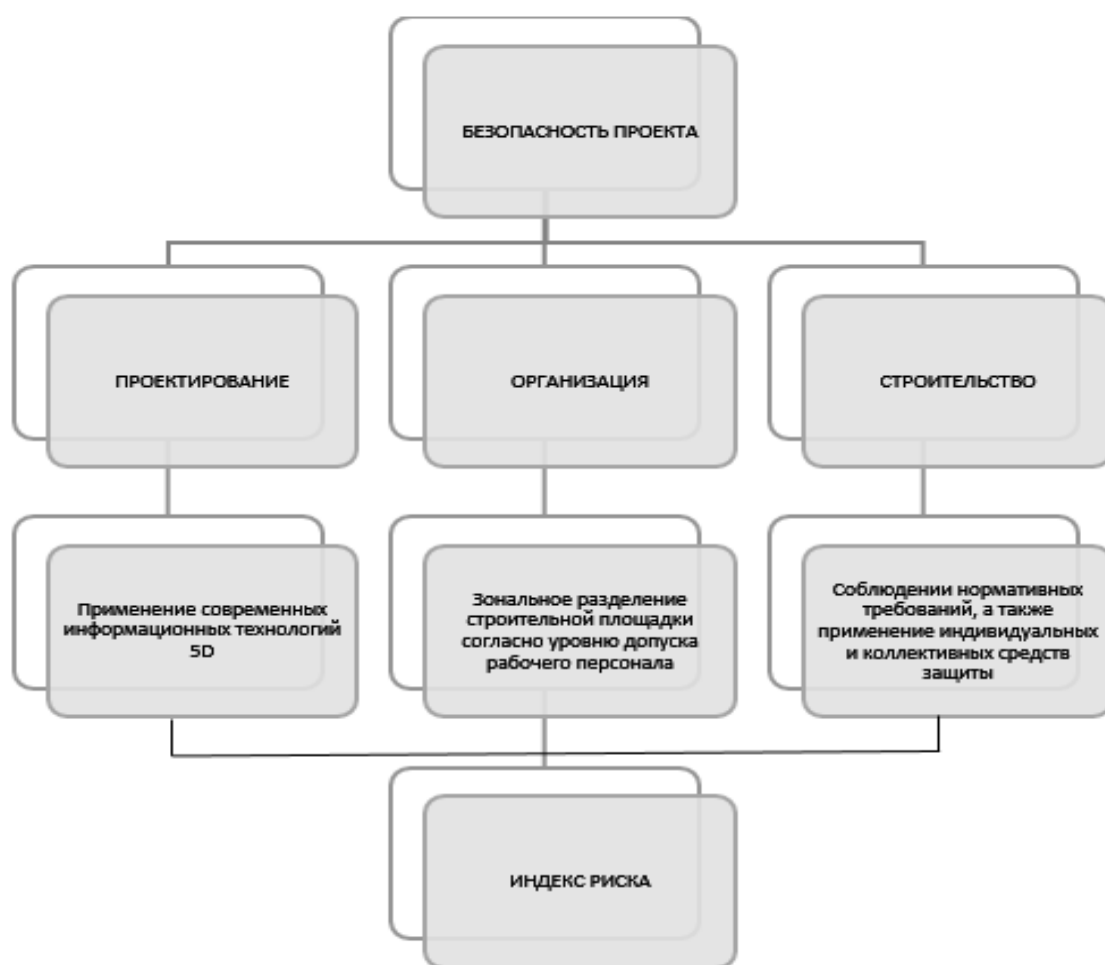 БЕЗОПАСНОСТЬ ПРОЕКТА
ПРОЕКТИРОВАНИЕ
ОРГАНИЗАЦИЯ
СТРОИТЕЛЬСТВО
Применение современных
информационных технологий
5D
Зональное разделение
строительной площадки
согласно уровню допуска
рабочего персонала
Соблюдении нормативных
требований, а также
применение индивидуальных
и коллективных средств
защиты
ИНДЕКС РИСКА